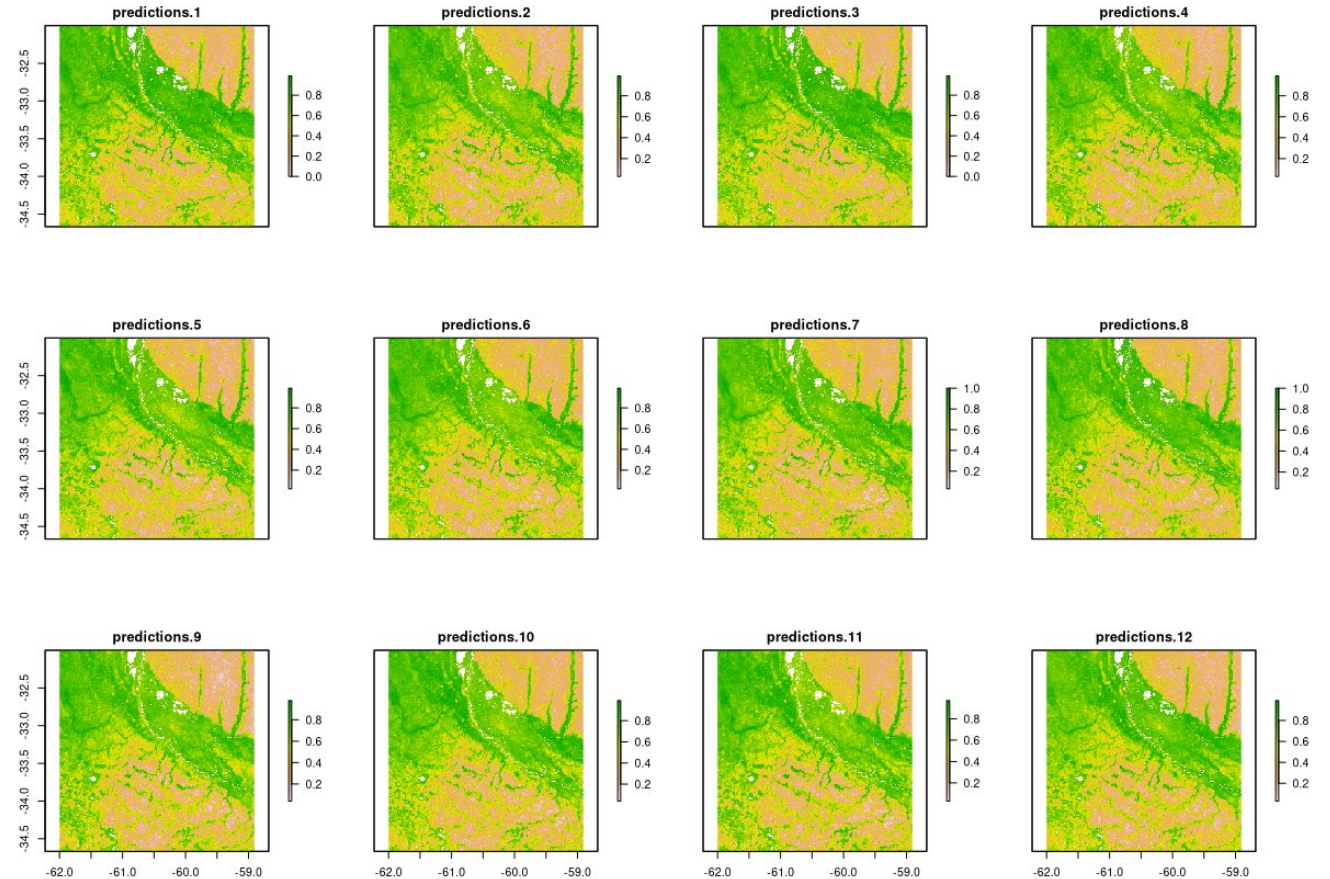 predictions.1 predictions.2 predictions.3 predictions.4
-32.5 -33.0 -33.5 -34.0 -34.5
0.8 0.6 0.4 0.2 0.0
0.8 0.6 0.4 0.2
0.8 0.6 0.4 0.2 0.0
0.8 0.6 0.4 0.2
predictions.5 predictions.6 predictions.7 predictions.8
-32.5 -33.0 -33.5 -34.0 -34.5
0.8 0.6 0.4 0.2
0.8 0.6 0.4 0.2
1.0 0.8 0.6 0.4 0.2
1.0 0.8 0.6 0.4 0.2
predictions.9 predictions.10 predictions.11 predictions.12
-32.5 -33.0 -33.5 -34.0 -34.5
0.8 0.6 0.4 0.2
0.8 0.6 0.4 0.2
0.8 0.6 0.4 0.2
0.8 0.6 0.4 0.2
-62.0 -61.0 -60.0 -59.0 -62.0 -61.0 -60.0 -59.0 -62.0 -61.0 -60.0 -59.0 -62.0 -61.0 -60.0 -59.0